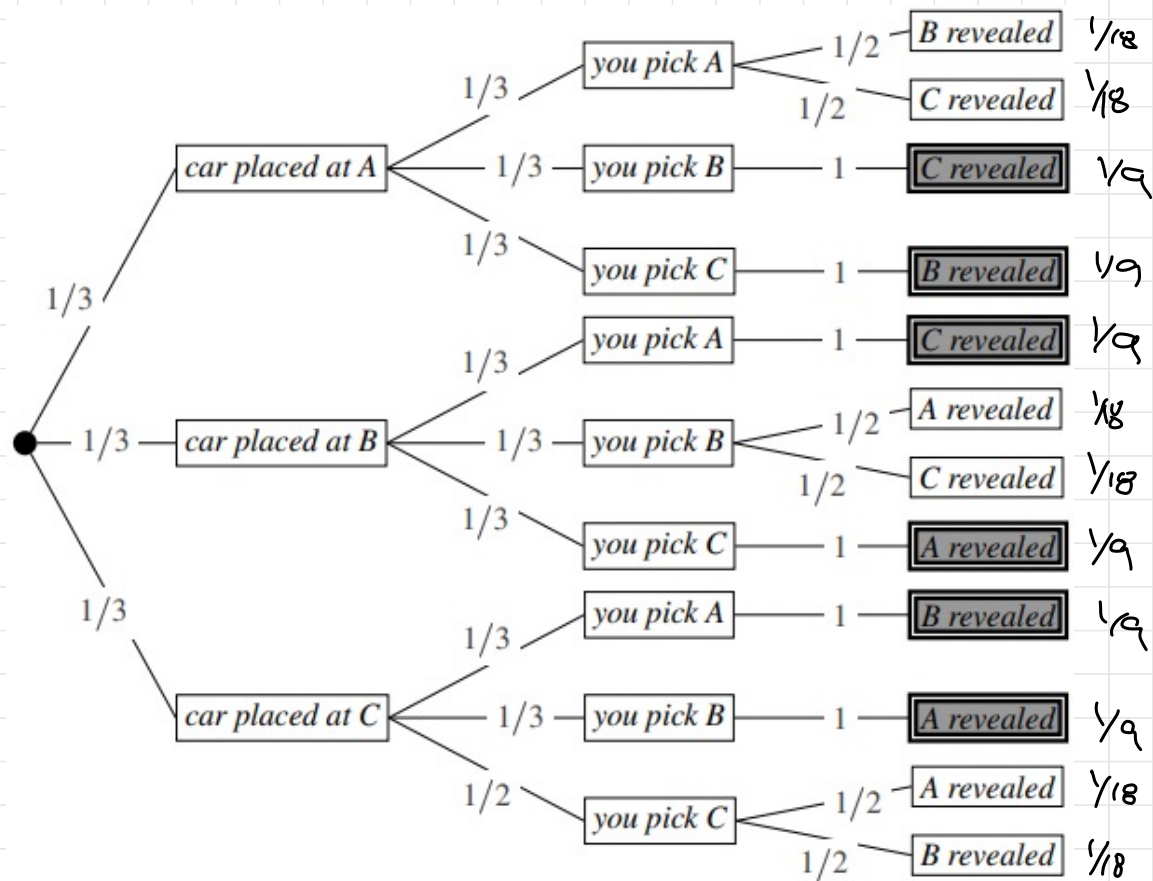 B revealed 1/18
1/2
you pick A
1/3
C revealed 1/18
1/2
car placed at A 1/3 you pick B 1 C revealed 1/9
1/3
you pick C 1 B revealed 1/9
1/3
you pick A 1 C revealed 1/9
1/3
A revealed 1/18
1/2
1/3 car placed at B 1/3 you pick B
C revealed 1/18
1/2
1/3
you pick C 1 A revealed 1/9
1/3
you pick A 1 B revealed 1/9
1/3
car placed at C 1/3 you pick B 1 A revealed 1/9
A revealed 1/18
1/2
1/2
you pick C
B revealed 1/18
1/2